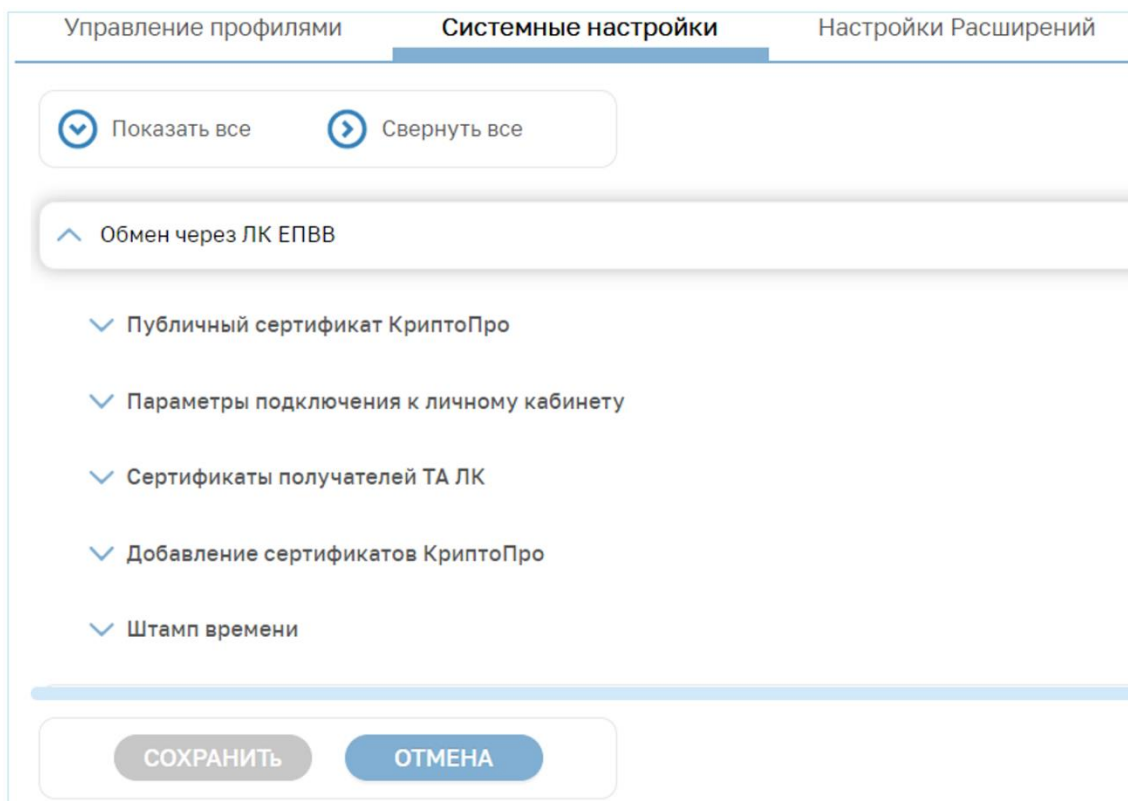 Управление профилями Системные настройки Настройки Расширений
Показать все Свернуть все
Обмен через ЛК ЕПВВ
Публичный сертификат КриптоПро
Параметры подключения к личному кабинету
Сертификаты получателей ТА ЛК
Добавление сертификатов КриптоПро
Штамп времени
СОХРАНИТЬ ОТМЕНА